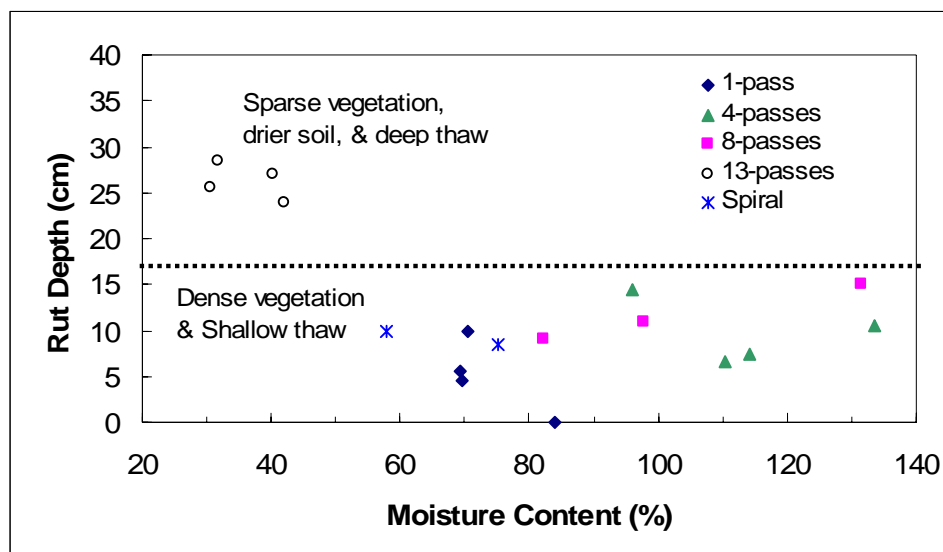 40
35
30
25
20
15
10
5
0
Rut Depth (cm)
Sparse vegetation,
drier soil, & deep thaw
Dense vegetation
& Shallow thaw
1-pass
4-passes
8-passes
13-passes
Spiral
20 40 60 80 100 120 140
Moisture Content (%)